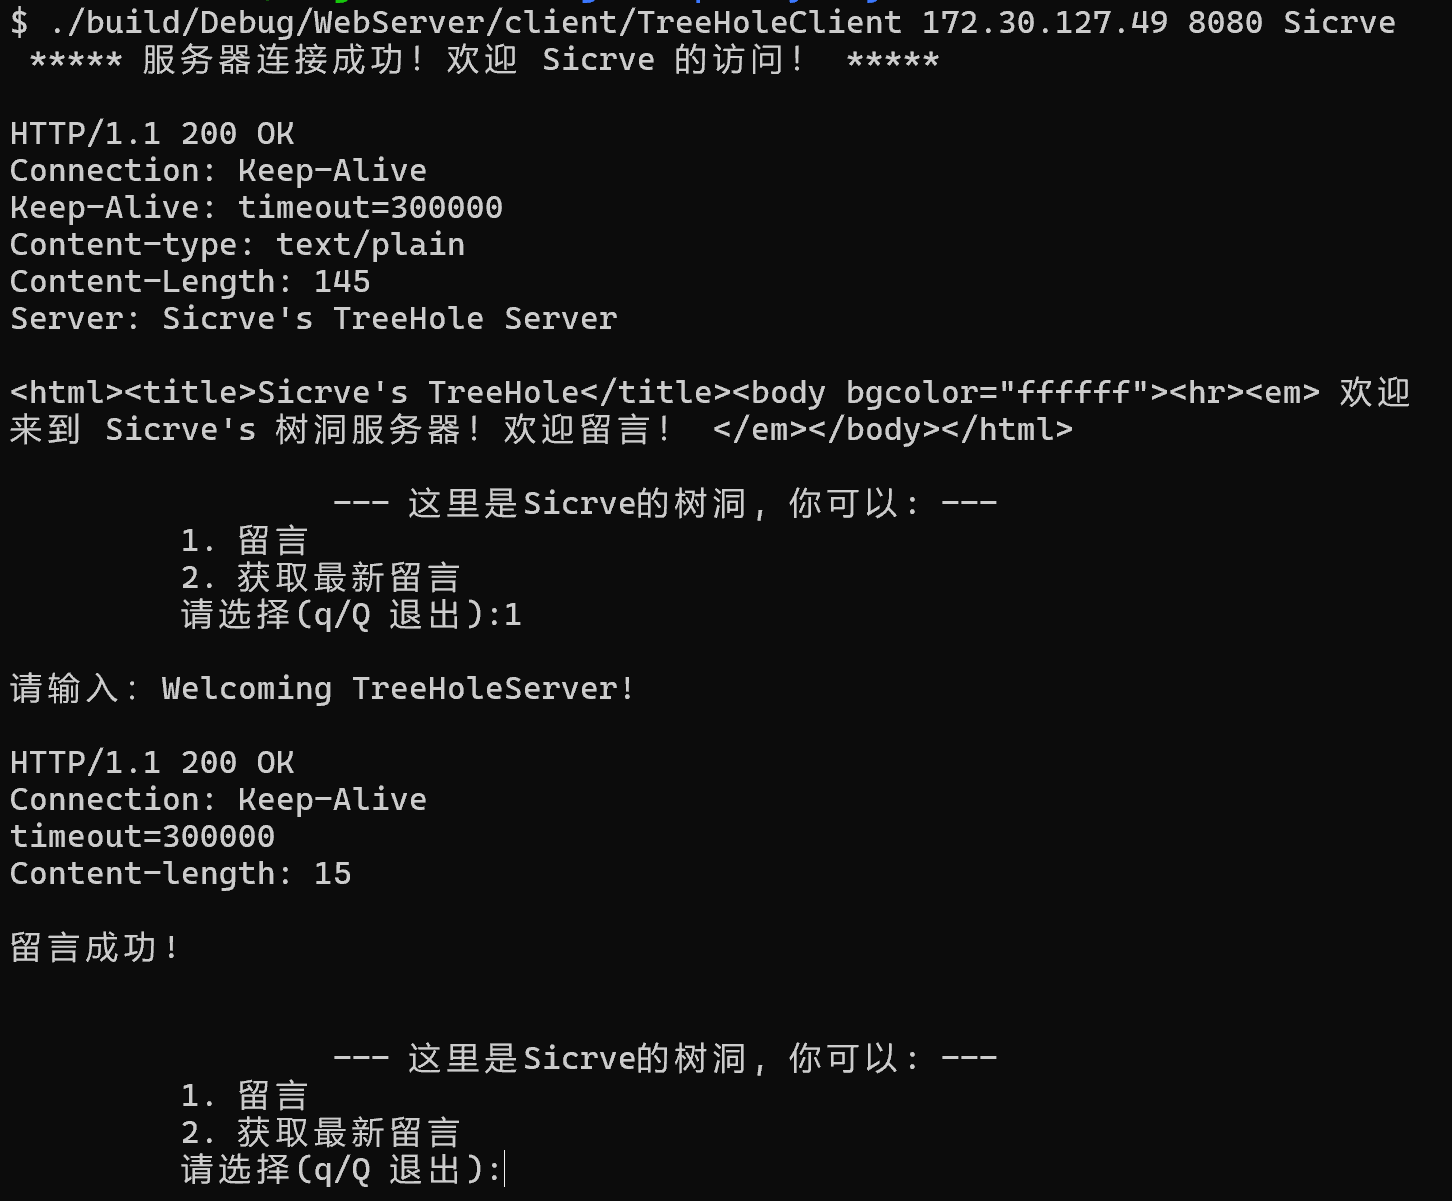 $ ./build/Debug/WebServer/client/TreeHoleClient 172.30.127.49 8080 Sicrve
***** 服务器连接成功！欢迎 Sicrve 的访问！ *****
HTTP/1.1 200 OK
Connection: Keep-Alive
Keep-Alive: timeout=300000
Content-type: text/plain
Content-Length: 145
Server: Sicrve's TreeHole Server
<html><title>Sicrve's TreeHole</title><body bgcolor="ffffff"><hr><em> 欢迎
来到 Sicrve's 树洞服务器！欢迎留言！ </em></body></html>
--- 这里是Sicrve的树洞, 你可以: ---
1. 留言
2. 获取最新留言
请选择(q/Q 退出):1
请输入: Welcoming TreeHoleServer!
HTTP/1.1 200 OK
Connection: Keep-Alive
timeout=300000
Content-length: 15
留言成功!
--- 这里是Sicrve的树洞, 你可以: ---
1. 留言
2. 获取最新留言
请选择(q/Q 退出):